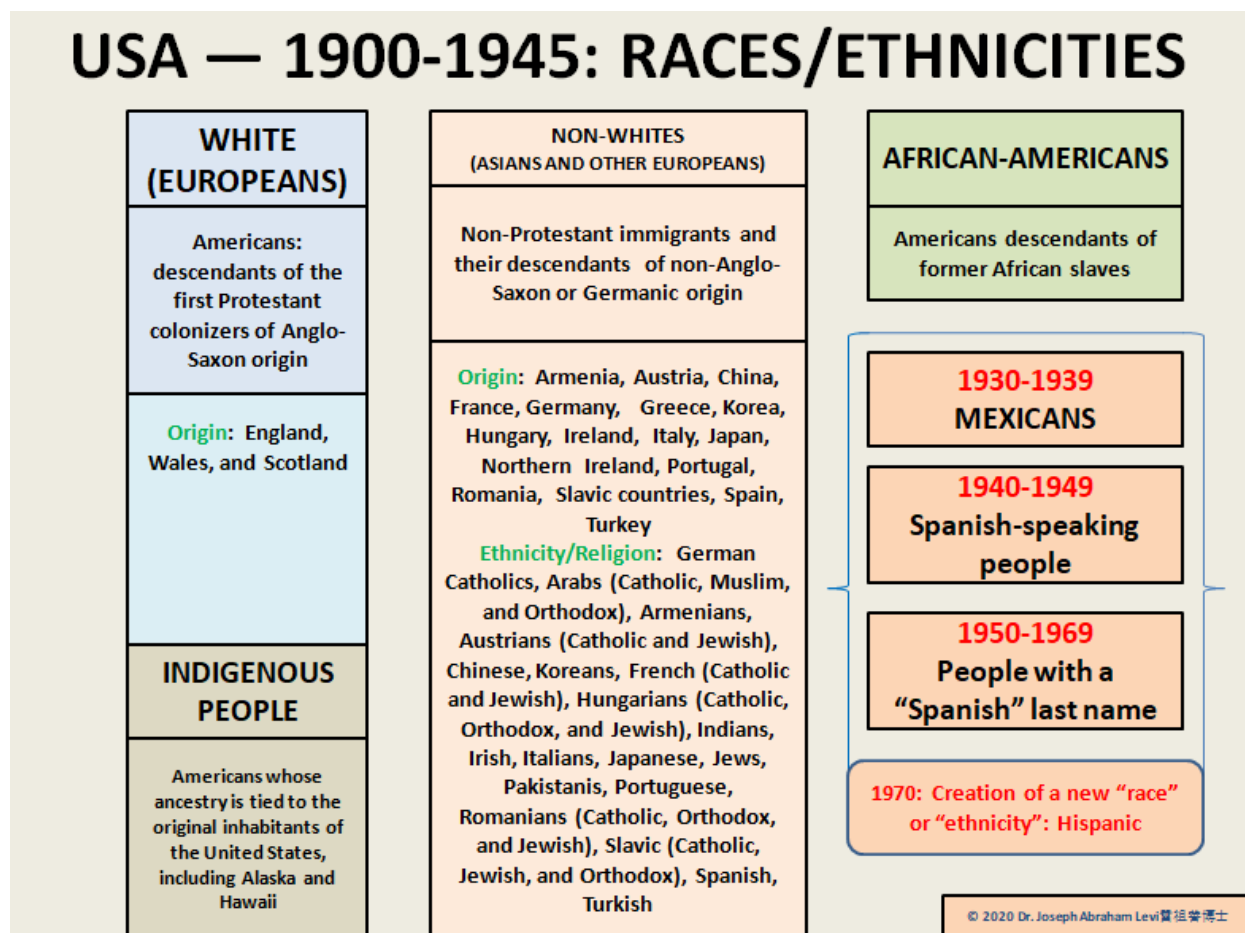 USA — 1900-1945: RACES/ETHNICITIES
WHITE
(EUROPEANS)
Americans:
descendants of the
first Protestant
colonizers of Anglo-
Saxon origin
Origin: England,
Wales, and Scotland
INDIGENOUS
PEOPLE
Americans whose
ancestry is tied to the
original inhabitants of
the United States,
including Alaska and
Hawaii
NON-WHITES
(ASIANS AND OTHER EUROPEANS)
Non-Protestant immigrants and
their descendants of non-Anglo-
Saxon or Germanic origin
Origin: Armenia, Austria, China,
France, Germany, Greece, Korea,
Hungary, Ireland, Italy, Japan,
Northern Ireland, Portugal,
Romania, Slavic countries, Spain,
Turkey
Ethnicity/Religion: German
Catholics, Arabs (Catholic, Muslim,
and Orthodox), Armenians,
Austrians (Catholic and Jewish),
Chinese, Koreans, French (Catholic
and Jewish), Hungarians (Catholic,
Orthodox, and Jewish), Indians,
Irish, Italians, Japanese, Jews,
Pakistanis, Portuguese,
Romanians (Catholic, Orthodox,
and Jewish), Slavic (Catholic,
Jewish, and Orthodox), Spanish,
Turkish
AFRICAN-AMERICANS
Americans descendants of
former African slaves
1930-1939
MEXICANS
1940-1949
Spanish-speaking
people
1950-1969
People with a
“Spanish” last name
1970: Creation of a new “race”
or “ethnicity”: Hispanic
© 2020 Dr. Joseph Abraham Levi